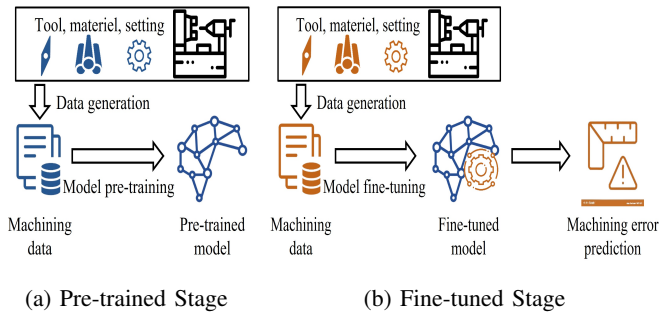 Tool, materiel, setting
Data generation
Model pre-training
Machining
data
Pre-trained
model
(a) Pre-trained Stage
Tool, materiel, setting
Data generation
Model fine-tuning
Machining
data
Fine-tuned
model
Machining error
prediction
(b) Fine-tuned Stage